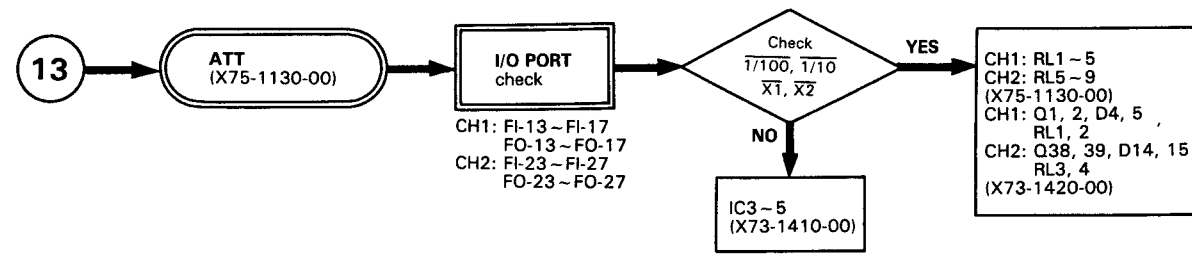 13
ATT
(X75-1130-00)
I/O PORT
check
CH1: FI-13~FI-17
FO-13~FO-17
CH2: FI-23~FI-27
FO-23~FO-27
Check
1/100, 1/10
X1, X2
YES
NO
IC3~5
(X73-1410-00)
CH1: RL1~5
CH2: RL5~9
(X75-1130-00)
CH1: Q1, 2, D4, 5,
RL1, 2
CH2: Q38, 39, D14, 15
RL3, 4
(X73-1420-00)